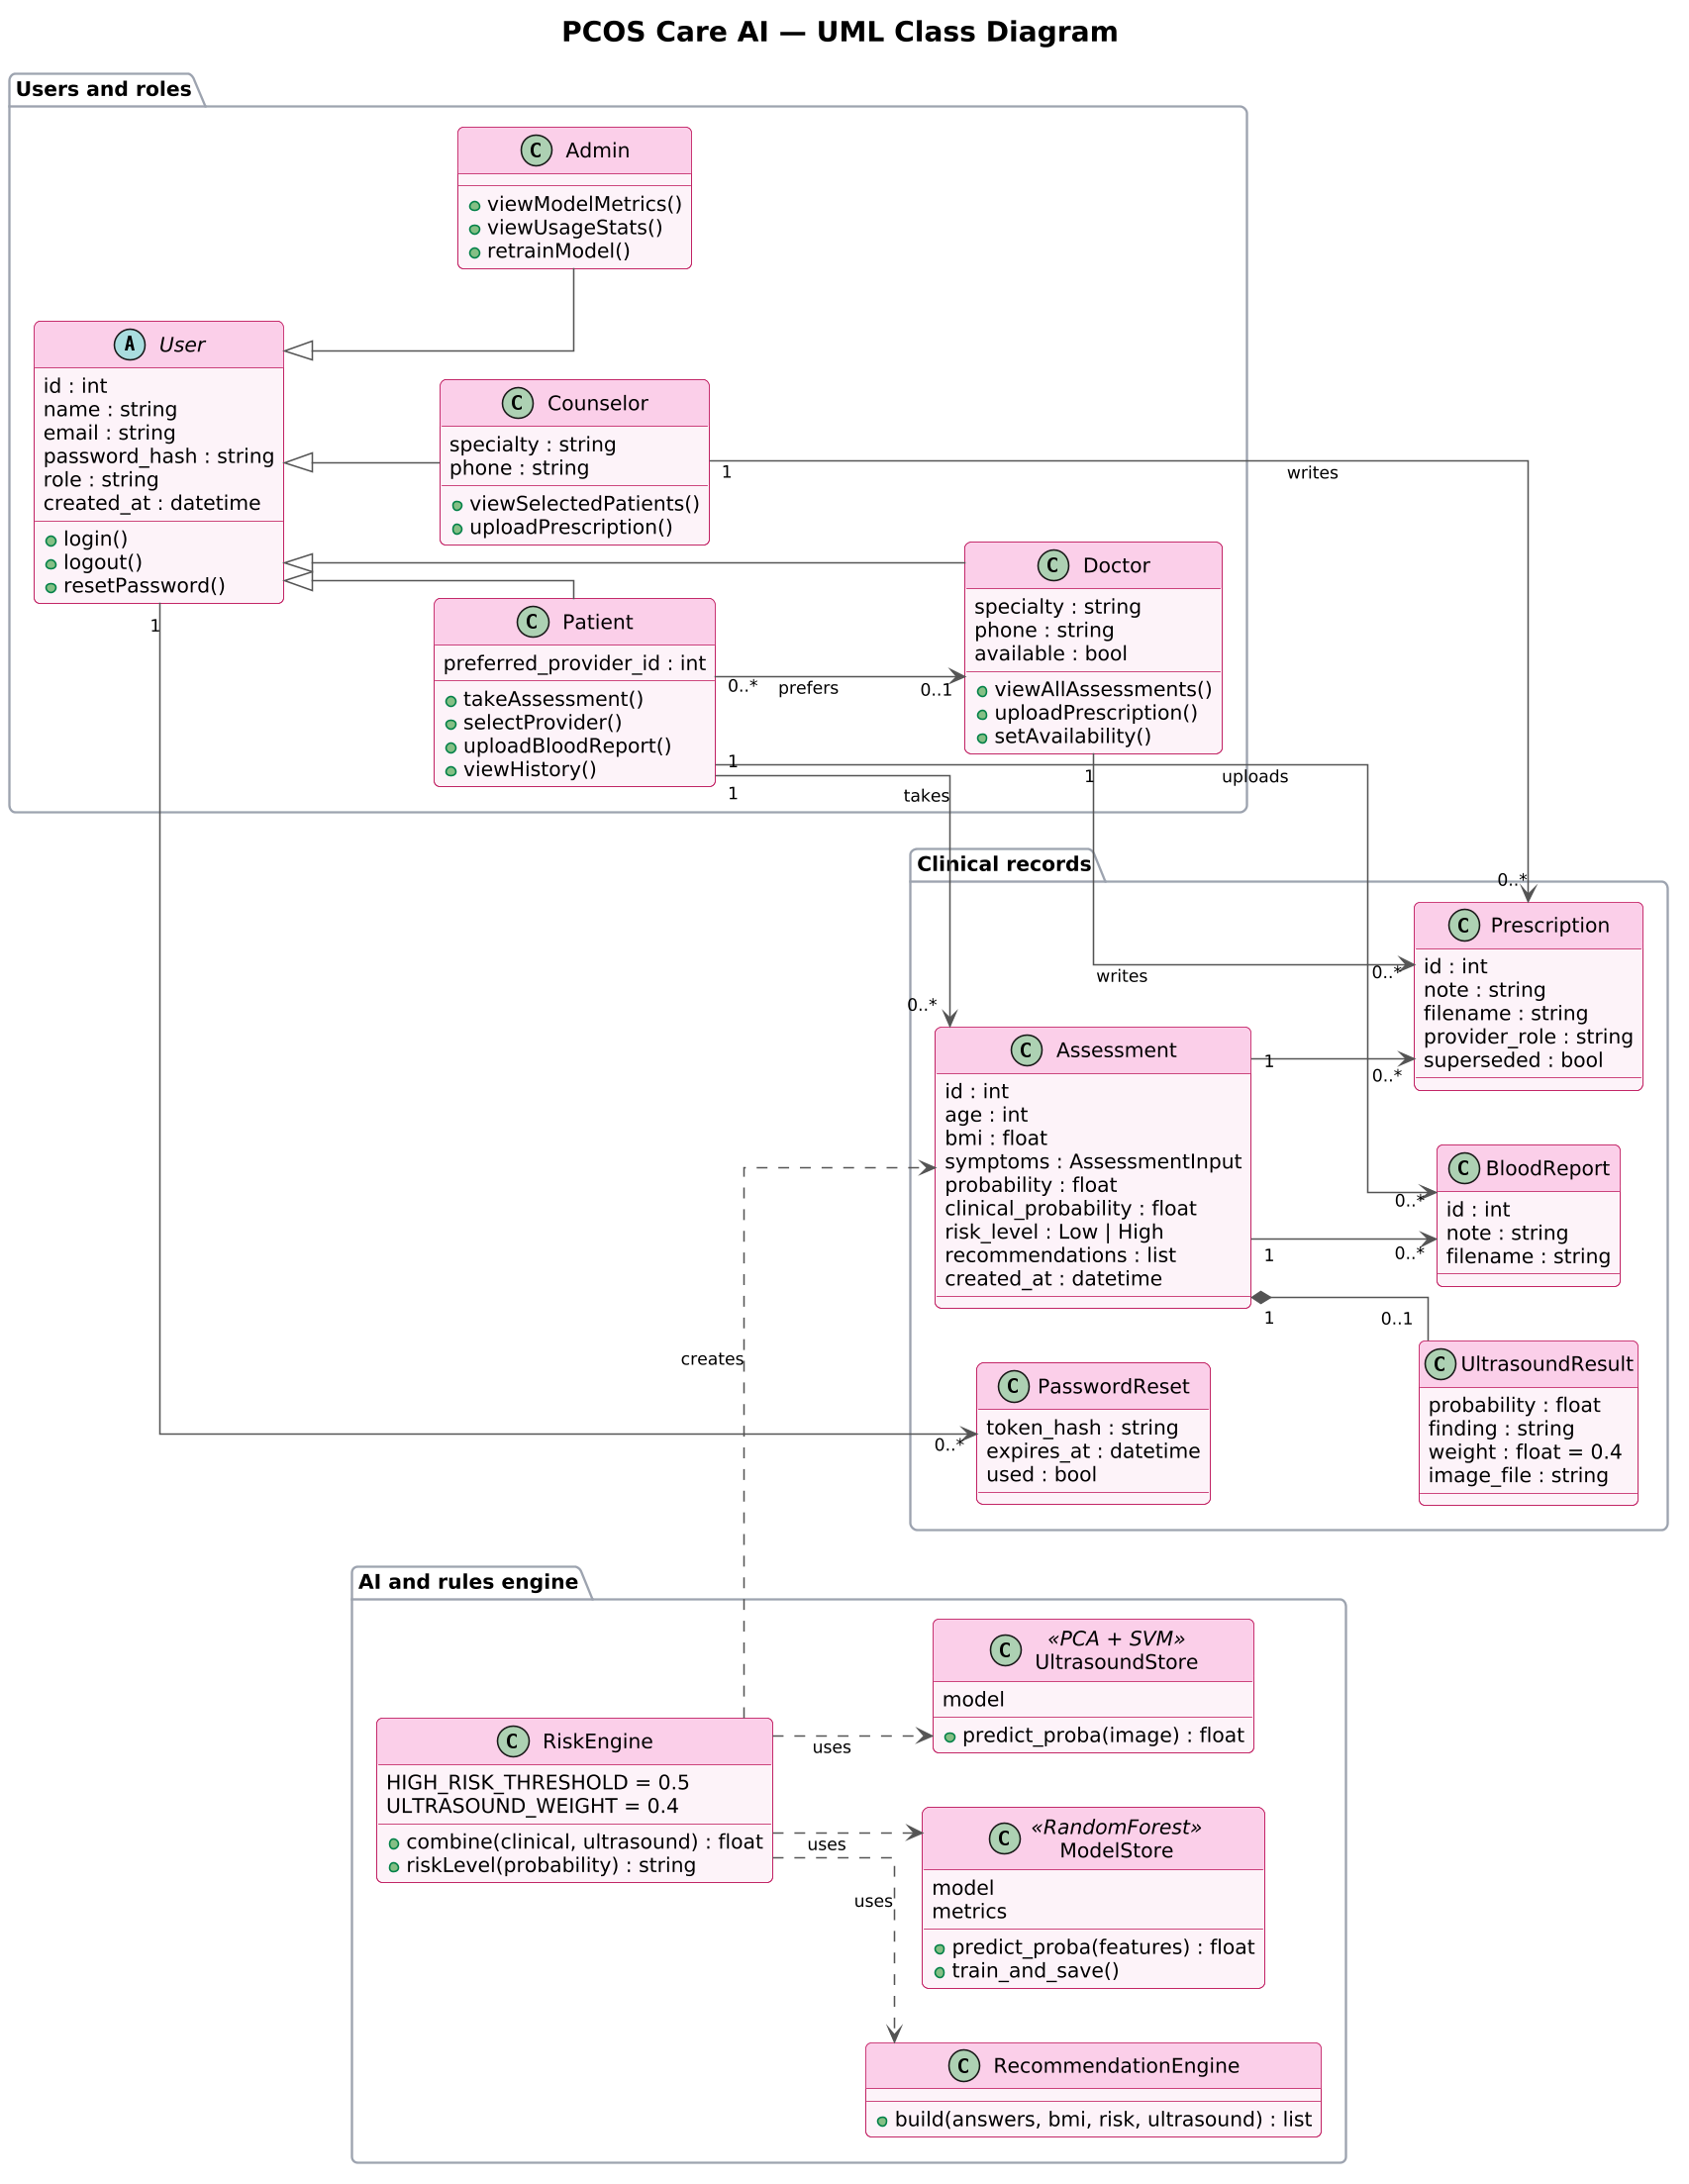 PCOS Care AI — UML Class Diagram
Users and roles
C Admin
viewModelMetrics()
viewUsageStats()
retrainModel()
A User
id : int
name : string
email : string
password_hash : string
role : string
created_at : datetime
login()
logout()
resetPassword()
1
C Counselor
specialty : string
phone : string
viewSelectedPatients()
uploadPrescription()
1
writes
0..*
C Doctor
specialty : string
phone : string
available : bool
viewAllAssessments()
uploadPrescription()
setAvailability()
C Patient
preferred_provider_id : int
takeAssessment()
selectProvider()
uploadBloodReport()
viewHistory()
0..*
prefers
0..1
1
uploads
1
takes
1
Clinical records
C Prescription
id : int
note : string
filename : string
provider_role : string
superseded : bool
writes
0..*
0..*
C Assessment
id : int
age : int
bmi : float
symptoms : AssessmentInput
probability : float
clinical_probability : float
risk_level : Low | High
recommendations : list
created_at : datetime
1
0..*
C BloodReport
id : int
note : string
filename : string
0..*
1
0..*
1
0..1
C UltrasoundResult
probability : float
finding : string
weight : float = 0.4
image_file : string
creates
C PasswordReset
token_hash : string
expires_at : datetime
used : bool
0..*
AI and rules engine
C «PCA + SVM»
UltrasoundStore
model
predict_proba(image) : float
C RiskEngine
HIGH_RISK_THRESHOLD = 0.5
ULTRASOUND_WEIGHT = 0.4
combine(clinical, ultrasound) : float
riskLevel(probability) : string
uses
uses
uses
C «RandomForest»
ModelStore
model
metrics
predict_proba(features) : float
train_and_save()
C RecommendationEngine
build(answers, bmi, risk, ultrasound) : list